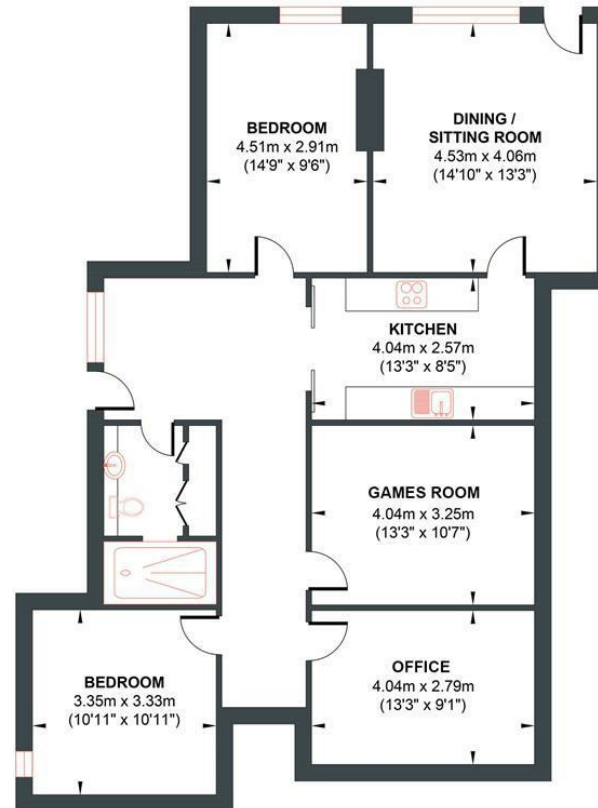 BEDROOM
4.51m x 2.91m
(14'9" x 9'6")
DINING /
SITTING ROOM
4.53m x 4.06m
(14'10" x 13'3")
KITCHEN
4.04m x 2.57m
(13'3" x 8'5")
GAMES ROOM
4.04m x 3.25m
(13'3" x 10'7")
BEDROOM
3.35m x 3.33m
(10'11" x 10'11")
OFFICE
4.04m x 2.79m
(13'3" x 9'1")